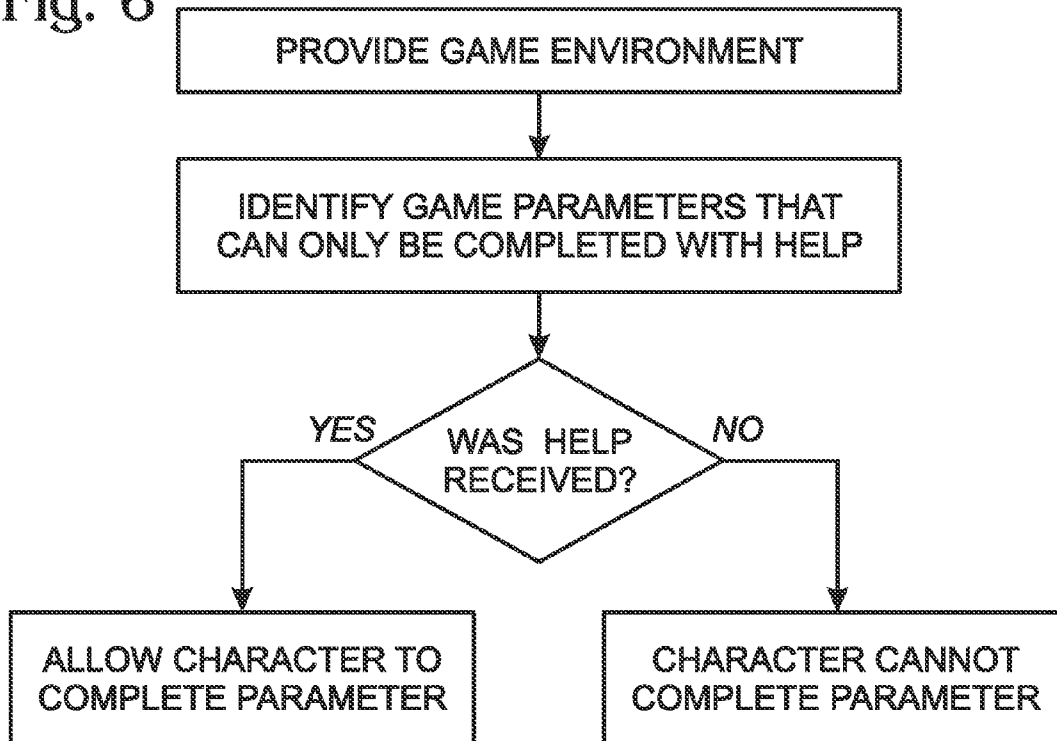 Fig. 6
PROVIDE GAME ENVIRONMENT
IDENTIFY GAME PARAMETERS THAT
CAN ONLY BE COMPLETED WITH HELP
YES
WAS HELP
RECEIVED?
NO
ALLOW CHARACTER TO
COMPLETE PARAMETER
CHARACTER CANNOT
COMPLETE PARAMETER